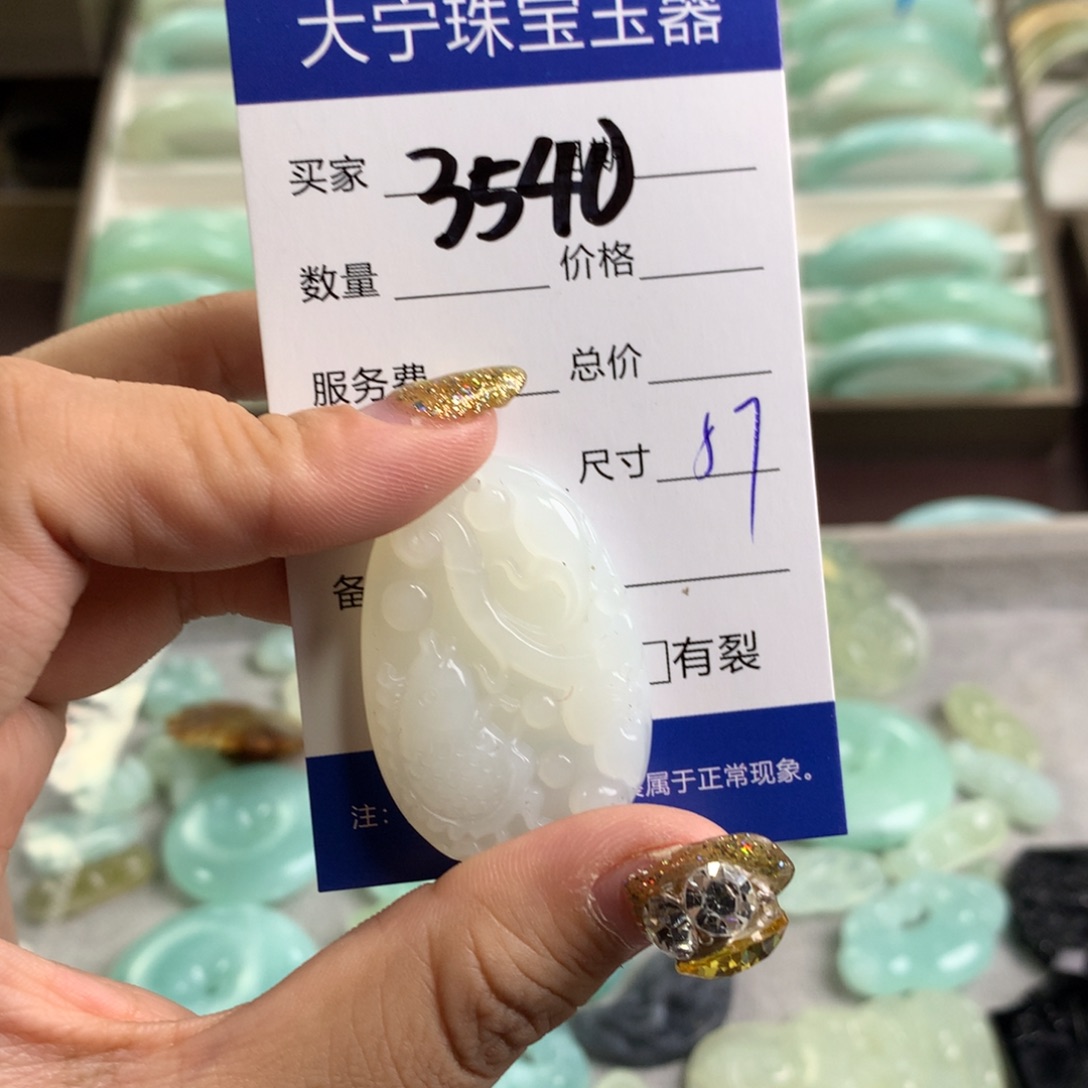 大宁珠宝玉器
买家 3540
数量 价格
服务费 总价
尺寸 87
备
□有裂
注: 属于正常现象。